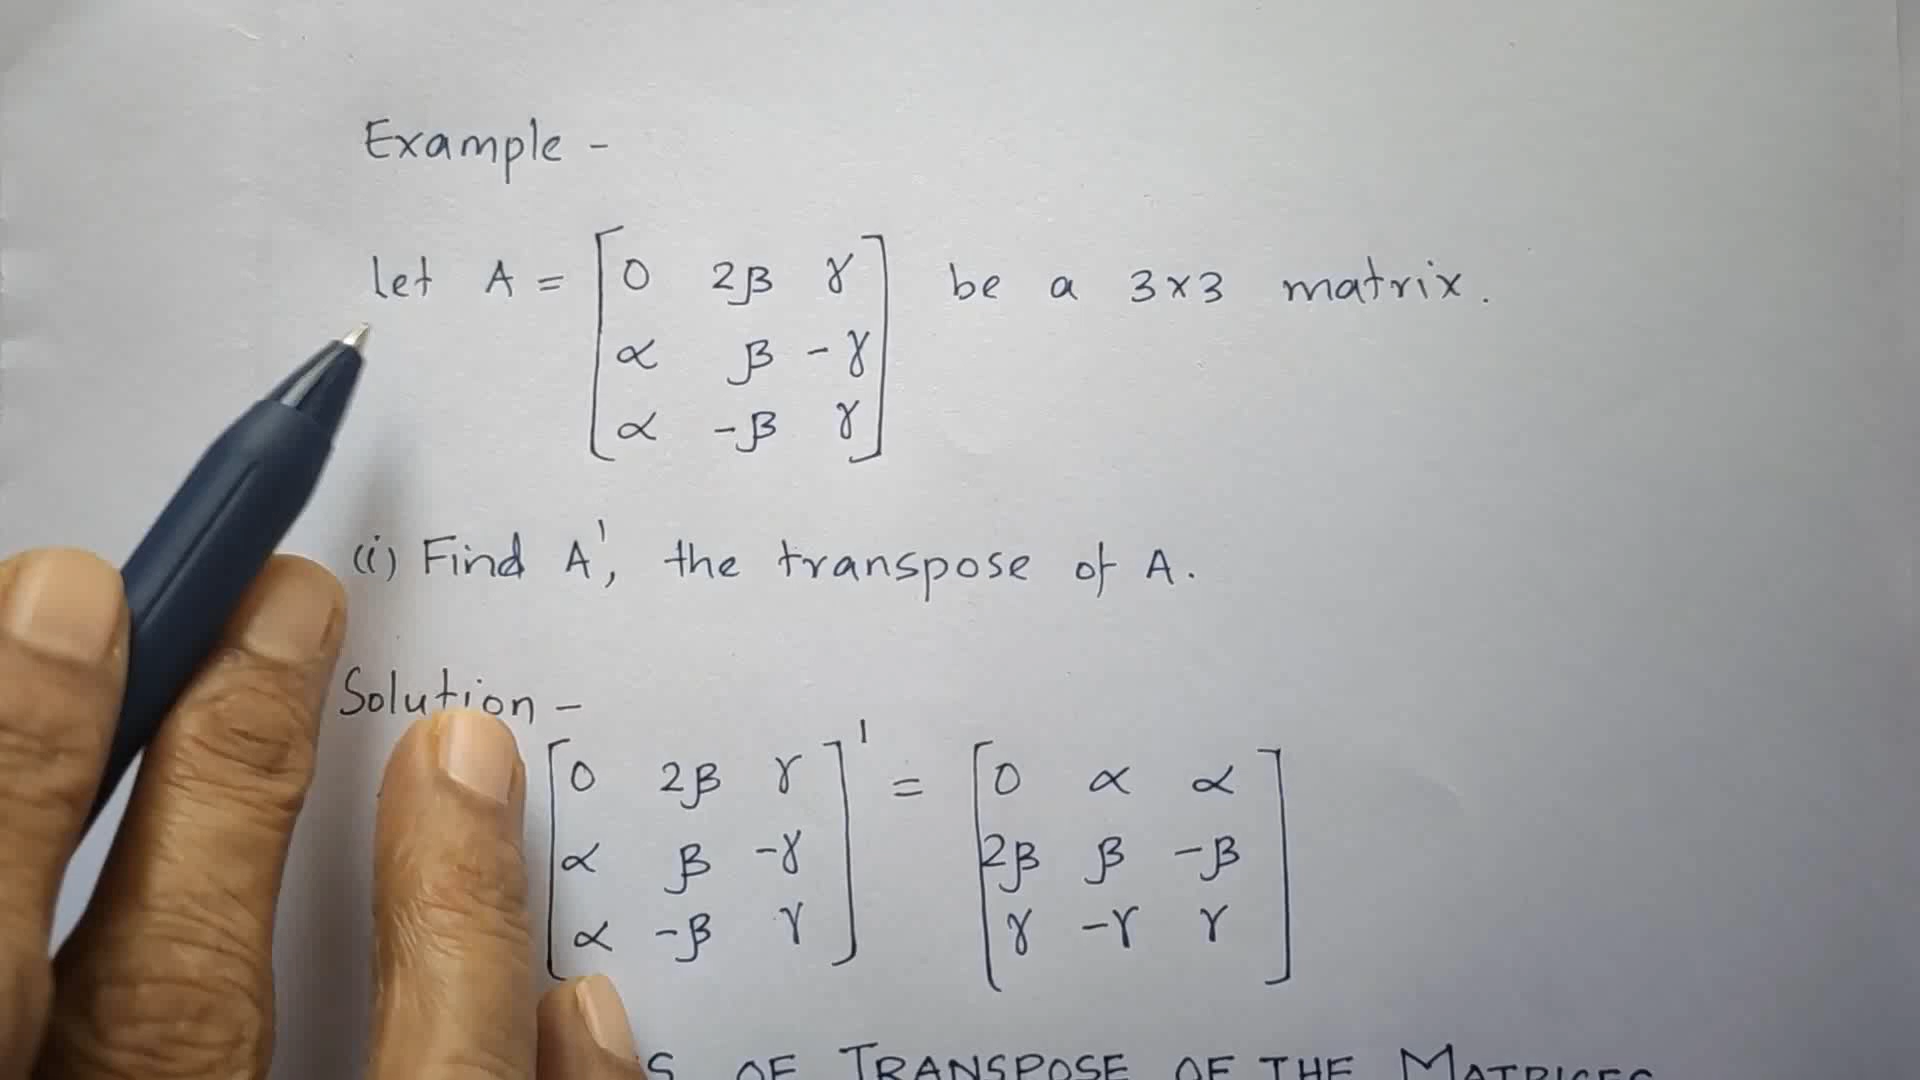 Example -
let A = [0 2β γ
α β -γ
α -β γ] be a 3×3 matrix.
(i) Find A', the transpose of A.
Solution -
[0 2β γ
α β -γ
α -β γ]' = [0 α α
2β β -β
γ -γ γ]
OF TRANSPOSE OF THE MATRICES